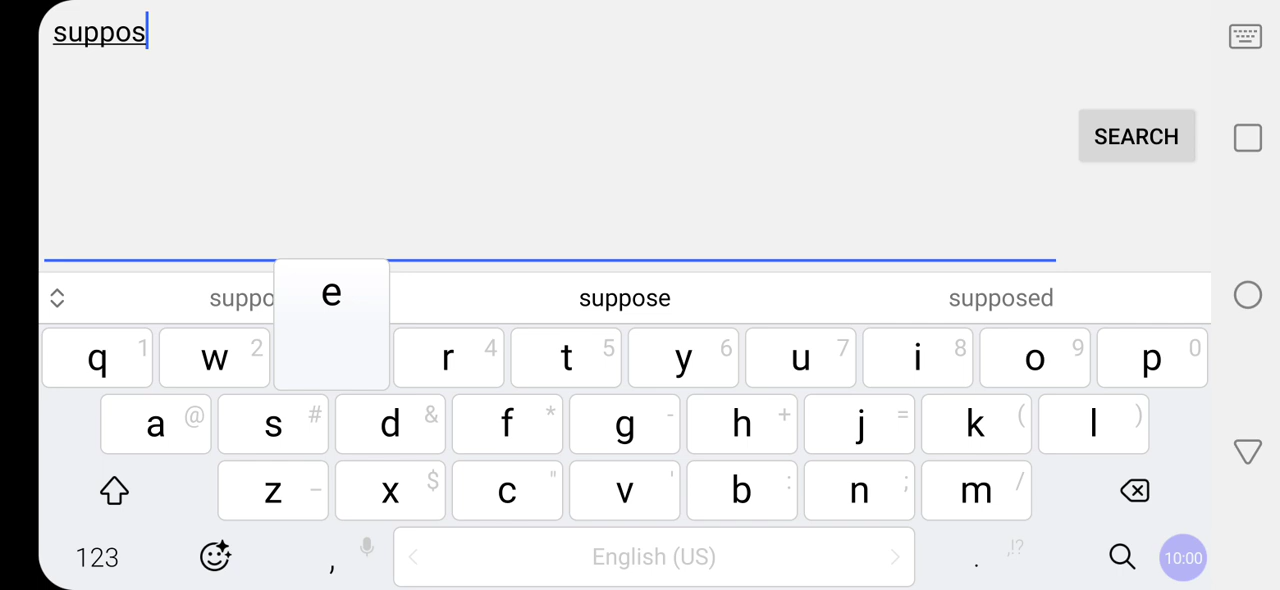 suppos
SEARCH
suppo suppose supposed
e
q 1 w 2 r 4 t 5 y 6 u 7 i 8 o 9 p 0
a @ s # d & f * g - h + j = k ( l )
z _ x $ c " v ' b : n ; m /
123 , English (US) . ,!? 10:00